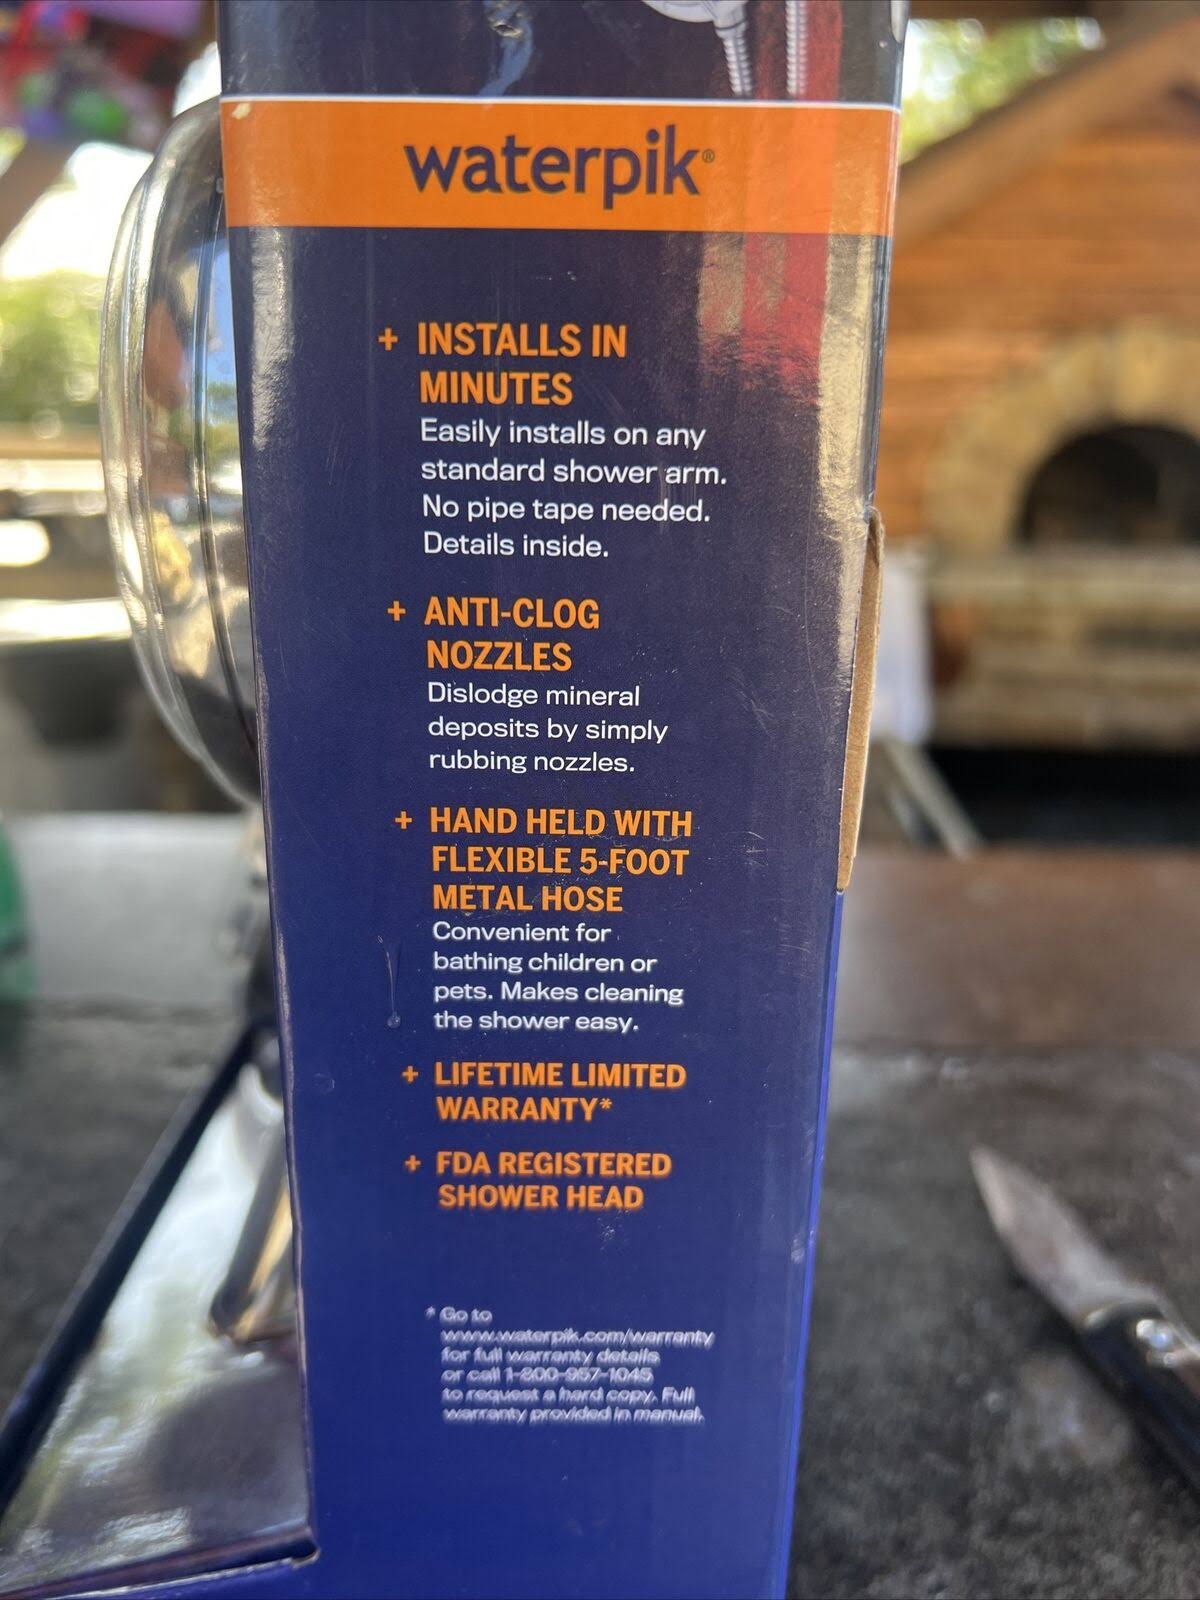 waterpik®
+ INSTALLS IN
MINUTES
Easily installs on any
standard shower arm.
No pipe tape needed.
Details inside.
+ ANTI-CLOG
NOZZLES
Dislodge mineral
deposits by simply
rubbing nozzles.
+ HAND HELD WITH
FLEXIBLE 5-FOOT
METAL HOSE
Convenient for
bathing children or
pets. Makes cleaning
the shower easy.
+ LIFETIME LIMITED
WARRANTY*
+ FDA REGISTERED
SHOWER HEAD
* Go to
www.waterpik.com/warranty
for full warranty details
or call 1-800-957-1045
to request a hard copy. Full
warranty provided in manual.